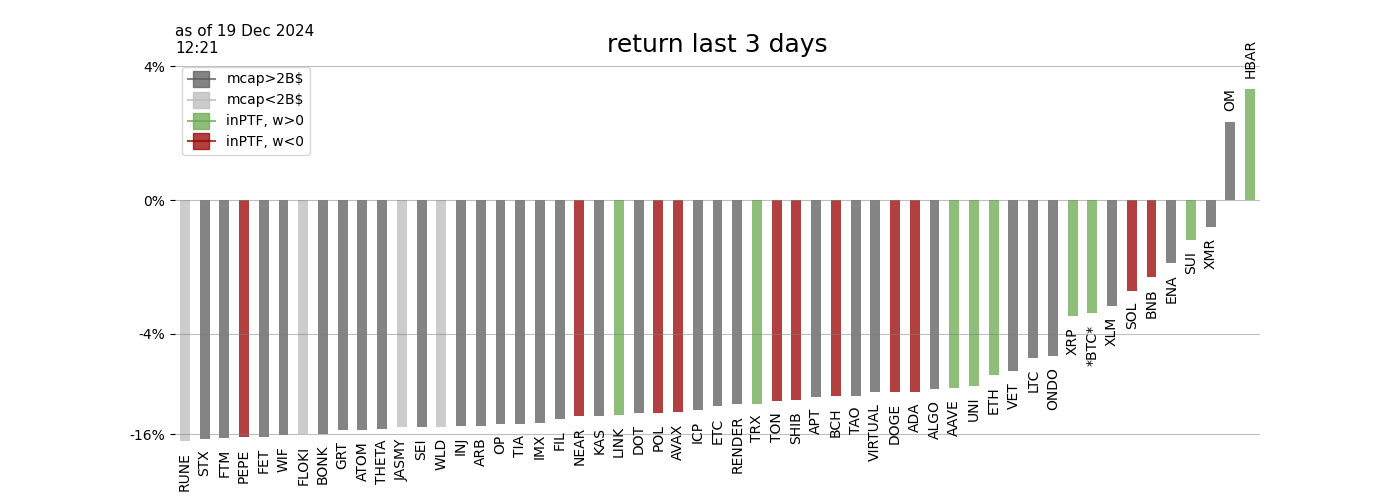 as of 19 Dec 2024
12:21
return last 3 days
4%
0%
-4%
-16%
mcap>2B$
mcap<2B$
inPTF, w>0
inPTF, w<0
RUNE
STX
FTM
PEPE
FET
WIF
FLOKI
BONK
GRT
ATOM
THETA
JASMY
SEI
WLD
INJ
ARB
OP
TIA
IMX
FIL
NEAR
KAS
LINK
DOT
POL
AVAX
ICP
ETC
RENDER
TRX
TON
SHIB
APT
BCH
TAO
VIRTUAL
DOGE
ADA
ALGO
AAVE
UNI
ETH
VET
LTC
ONDO
XRP
*BTC*
XLM
SOL
BNB
ENA
SUI
XMR
OM
HBAR